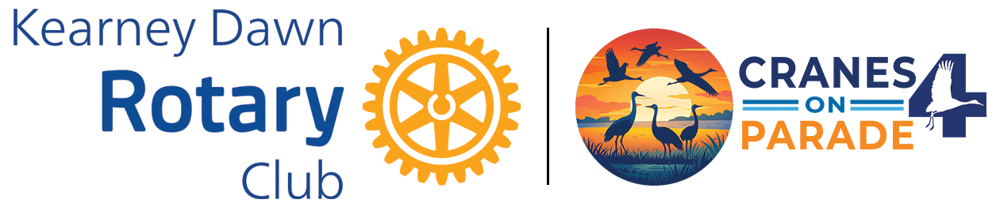 Kearney Dawn
Rotary
Club
CRANES
ON
PARADE
4